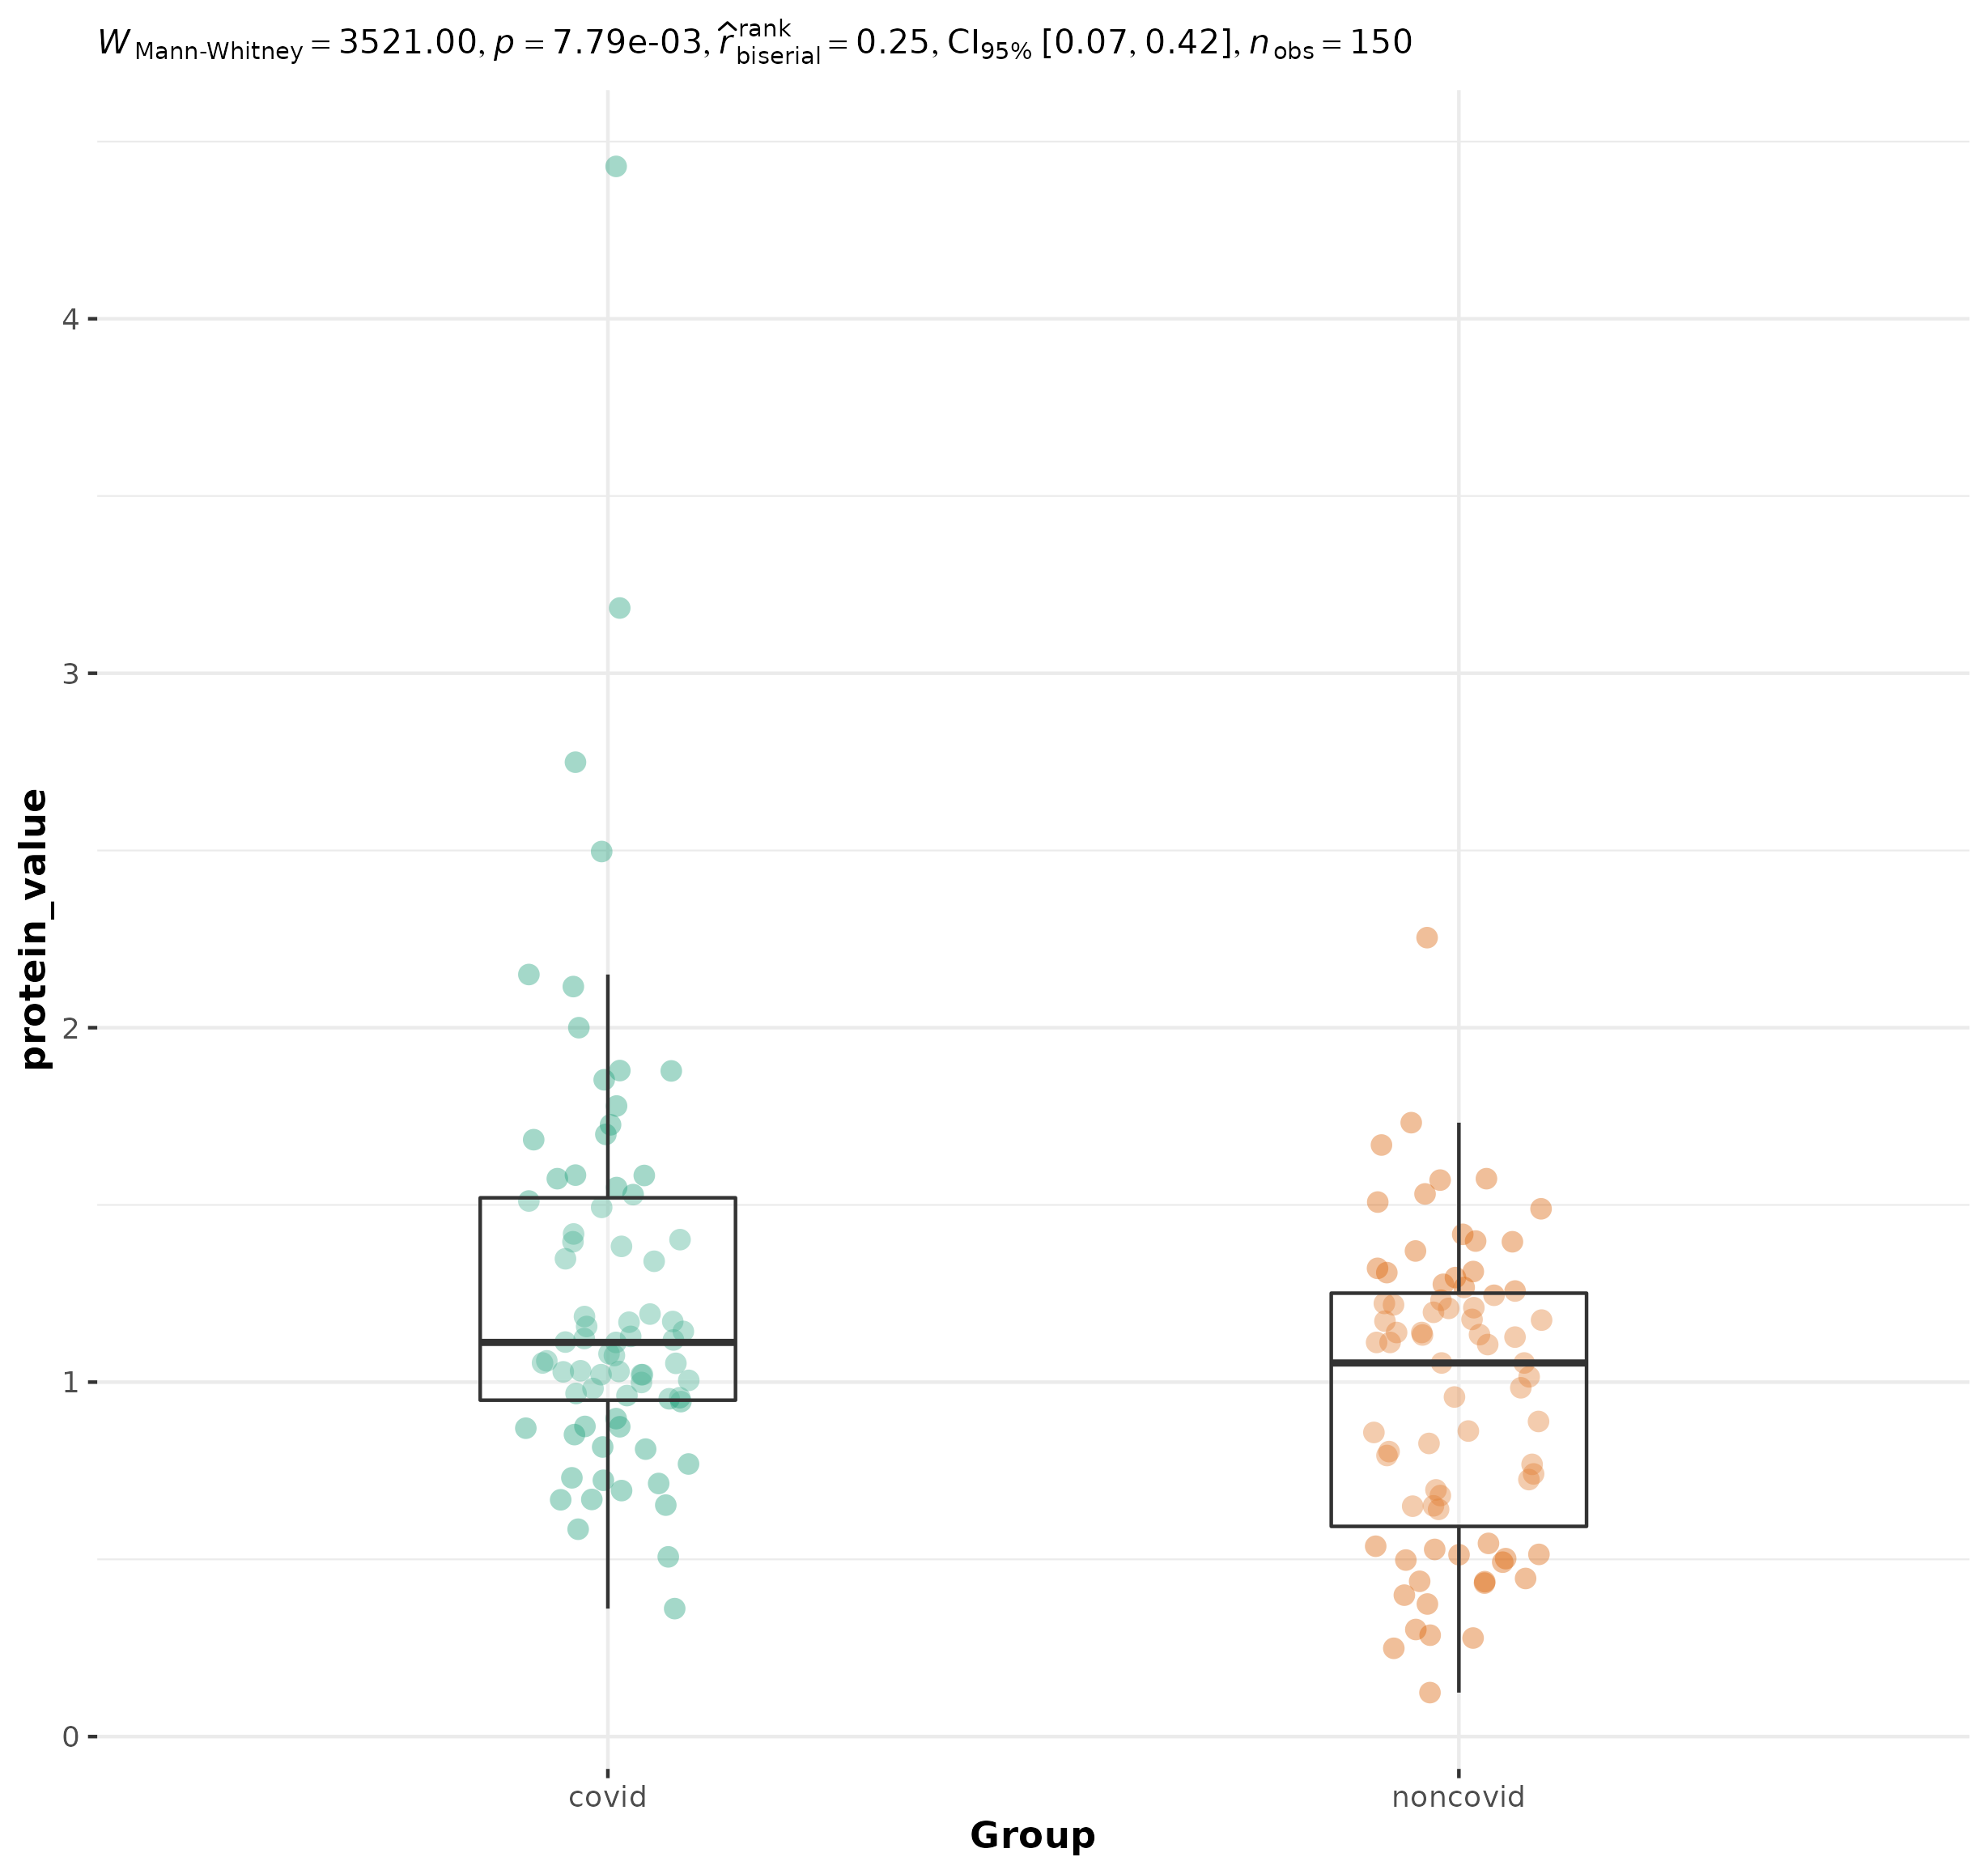 W Mann-Whitney = 3521.00, p = 7.79e-03, r̂ rank biserial = 0.25, CI95% [0.07, 0.42], nobs = 150
protein_value
4
3
2
1
0
covid noncovid
Group